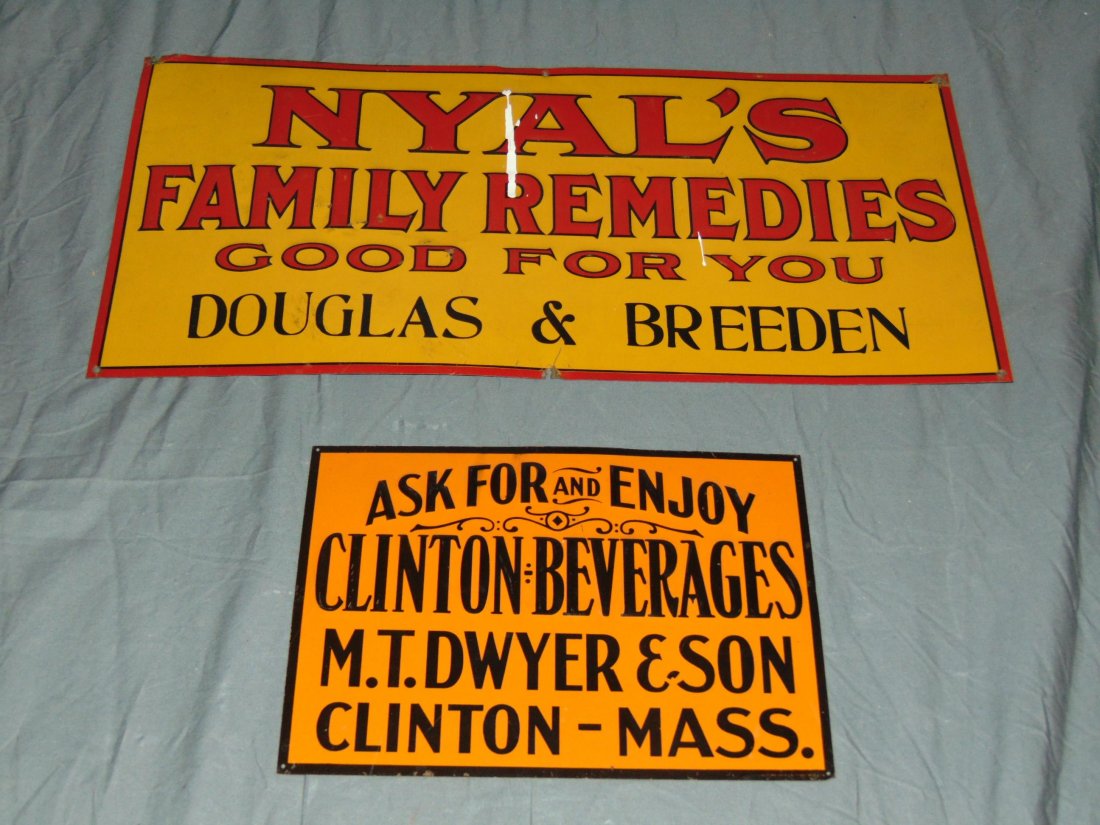 NYAL'S
FAMILY REMEDIES
GOOD FOR YOU
DOUGLAS & BREEDEN
ASK FOR AND ENJOY
CLINTON÷BEVERAGES
M.T. DWYER & SON
CLINTON - MASS.